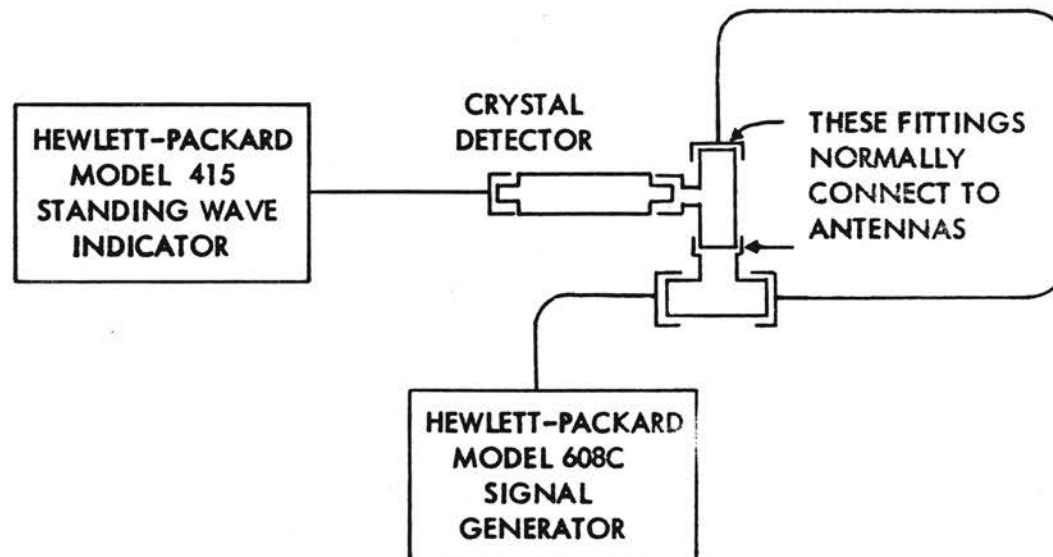 HEWLETT-PACKARD
MODEL 415
STANDING WAVE
INDICATOR
CRYSTAL
DETECTOR
THESE FITTINGS
NORMALLY
CONNECT TO
ANTENNAS
HEWLETT-PACKARD
MODEL 608C
SIGNAL
GENERATOR